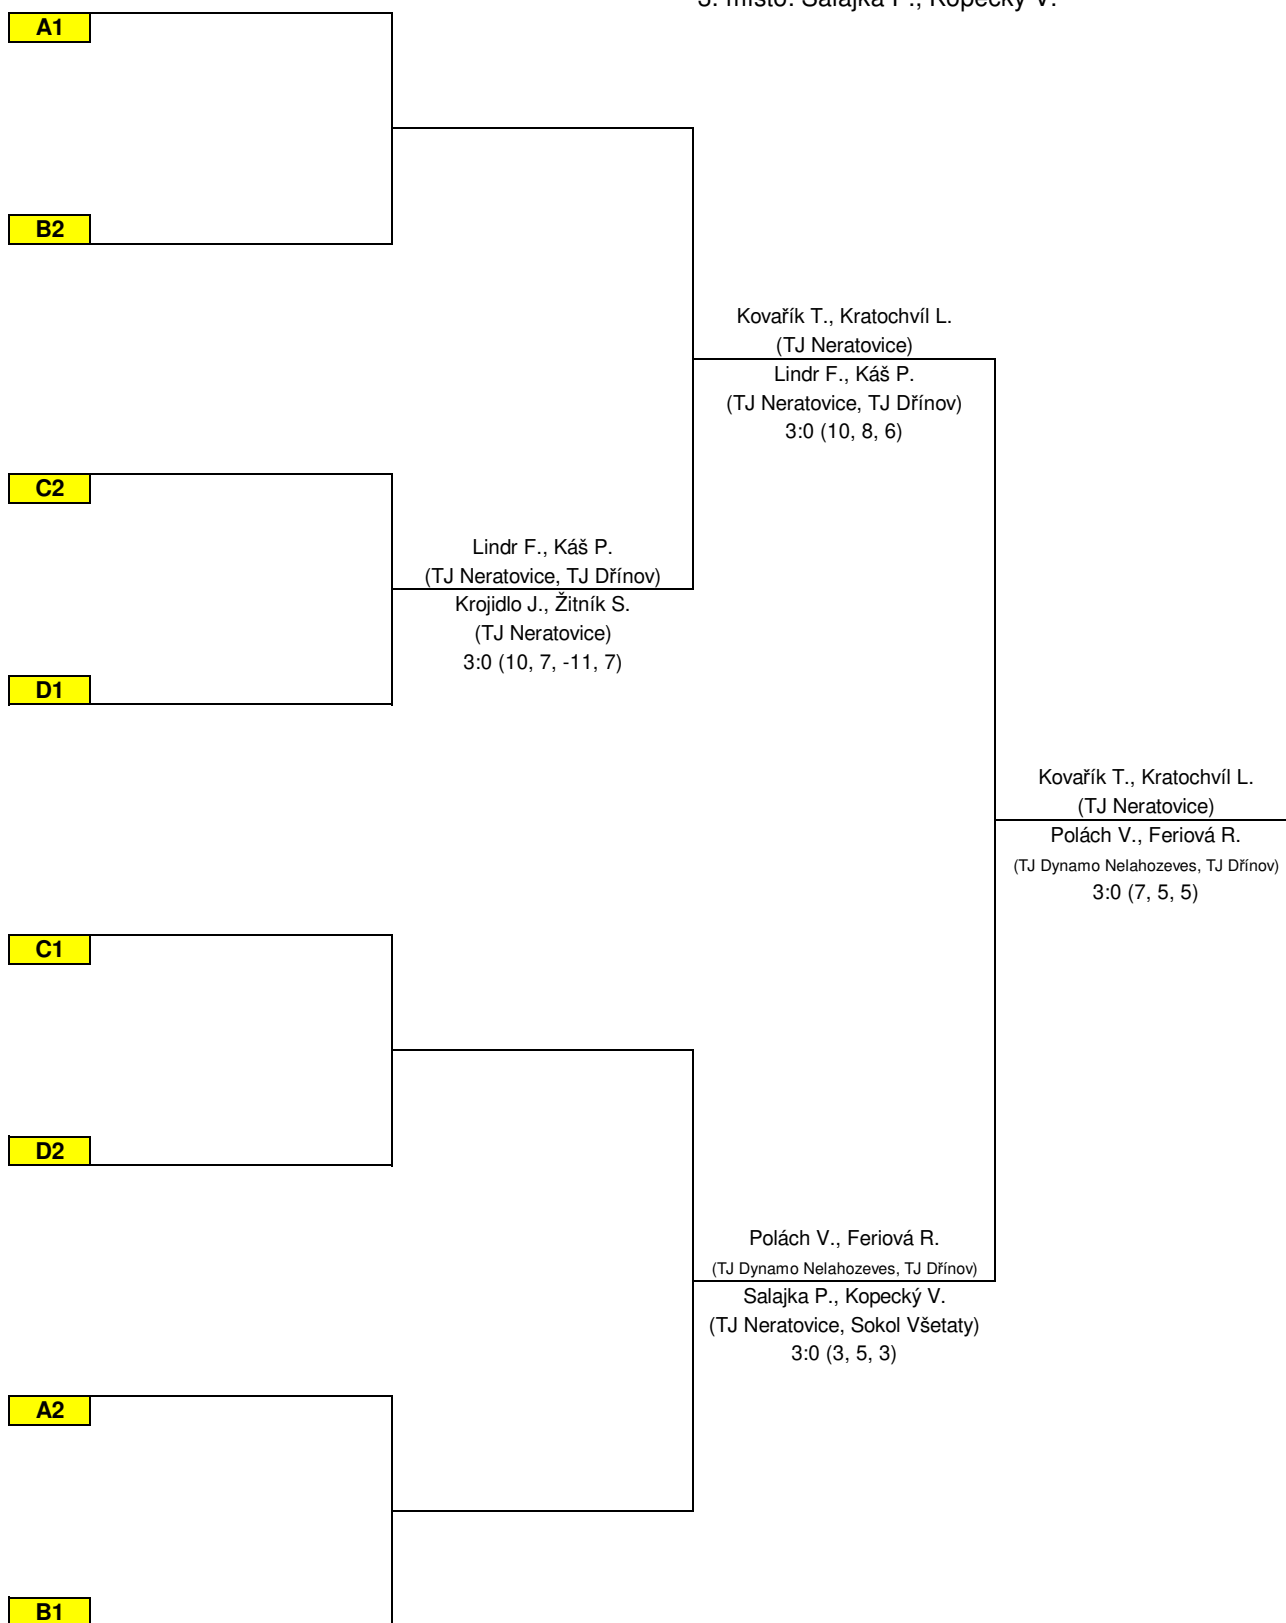 3. místo: Salajka P., Kopecký V.
A1
B2
Kovařík T., Kratochvíl L.
(TJ Neratovice)
Lindr F., Káš P.
(TJ Neratovice, TJ Dřínov)
3:0 (10, 8, 6)
C2
Lindr F., Káš P.
(TJ Neratovice, TJ Dřínov)
Krojidlo J., Žitník S.
(TJ Neratovice)
3:0 (10, 7, -11, 7)
D1
Kovařík T., Kratochvíl L.
(TJ Neratovice)
Polách V., Feriová R.
(TJ Dynamo Nelahozeves, TJ Dřínov)
3:0 (7, 5, 5)
C1
D2
Polách V., Feriová R.
(TJ Dynamo Nelahozeves, TJ Dřínov)
Salajka P., Kopecký V.
(TJ Neratovice, Sokol Všetaty)
3:0 (3, 5, 3)
A2
B1